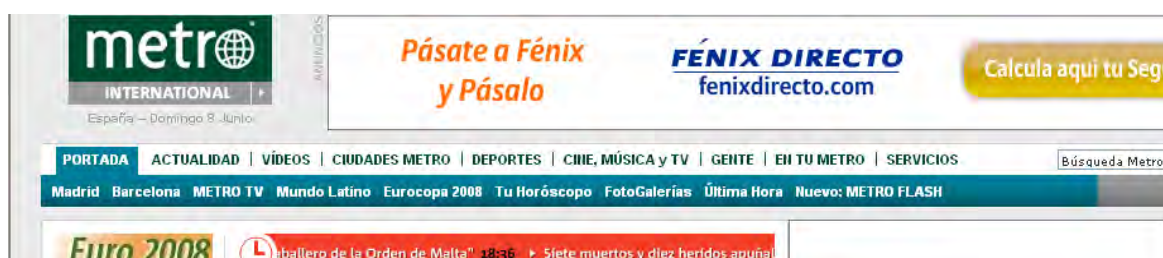 metro
INTERNATIONAL
España – Domingo 8 Junio
ANUNCIOS
Pásate a Fénix
y Pásalo
FÉNIX DIRECTO
fenixdirecto.com
Calcula aqui tu Seg
PORTADA ACTUALIDAD | VÍDEOS | CIUDADES METRO | DEPORTES | CINE, MÚSICA y TV | GENTE | EN TU METRO | SERVICIOS
Búsqueda Metro
Madrid Barcelona METRO TV Mundo Latino Eurocopa 2008 Tu Horóscopo FotoGalerías Última Hora Nuevo: METRO FLASH
Euro 2008
aballero de la Orden de Malta" 18:36 Siete muertos y diez heridos apuñal